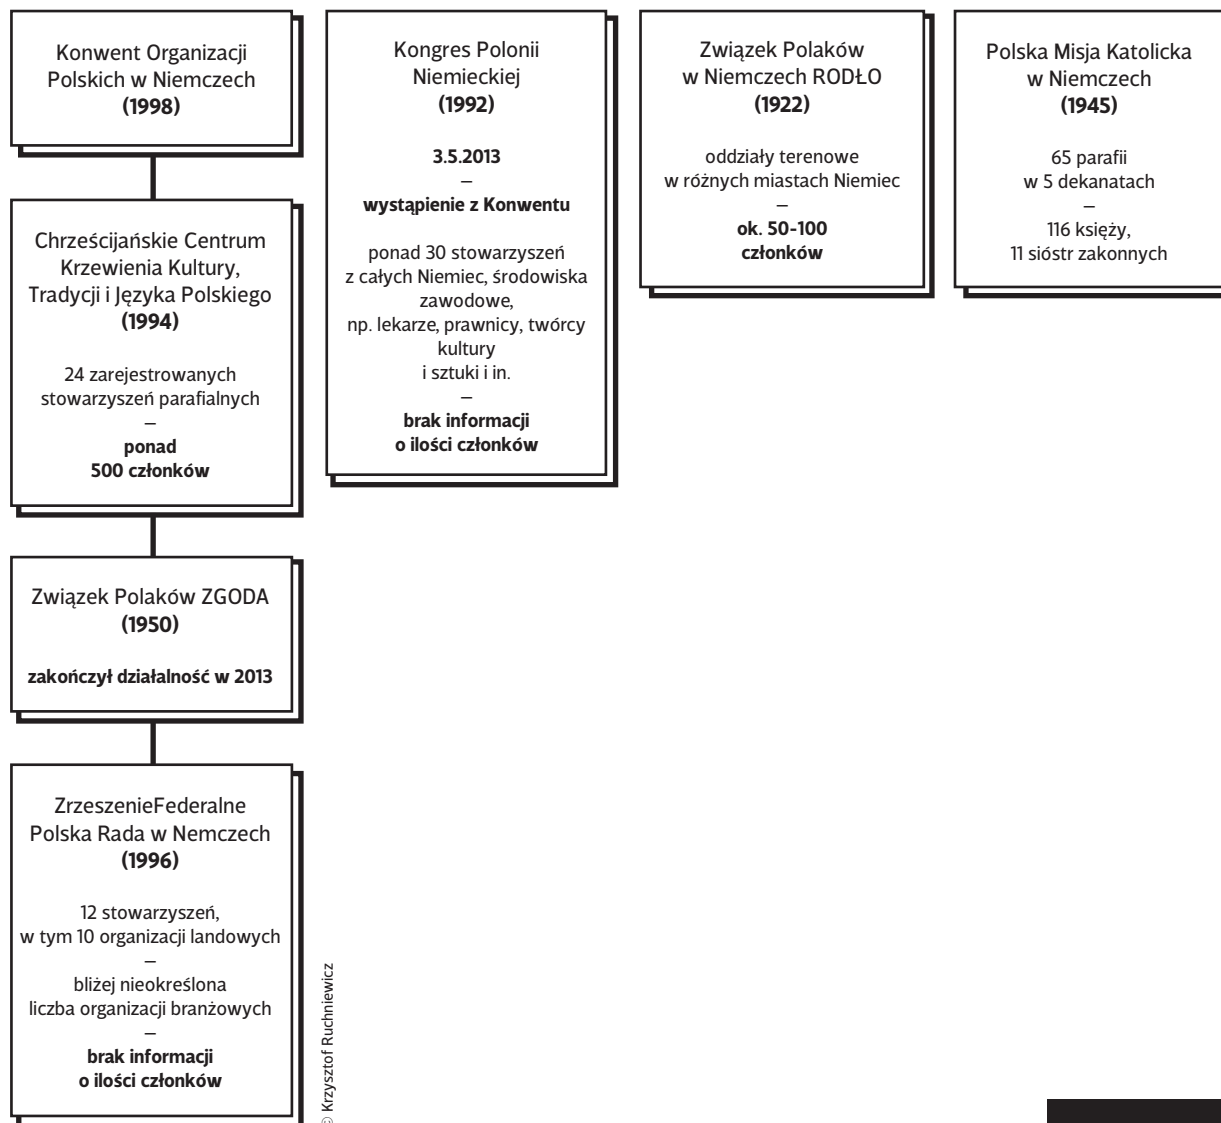 Konwent Organizacji
Polskich w Niemczech
(1998)
Chrześcijańskie Centrum
Krzewienia Kultury,
Tradycji i Języka Polskiego
(1994)
24 zarejestrowanych
stowarzyszeń parafialnych
–
ponad
500 członków
Związek Polaków ZGODA
(1950)
zakończył działalność w 2013
ZrzeszenieFederalne
Polska Rada w Nemczech
(1996)
12 stowarzyszeń,
w tym 10 organizacji landowych
–
bliżej nieokreślona
liczba organizacji branżowych
–
brak informacji
o ilości członków
Kongres Polonii
Niemieckiej
(1992)
3.5.2013
–
wystąpienie z Konwentu
ponad 30 stowarzyszeń
z całych Niemiec, środowiska
zawodowe,
np. lekarze, prawnicy, twórcy
kultury
i sztuki i in.
–
brak informacji
o ilości członków
Związek Polaków
w Niemczech RODŁO
(1922)
oddziały terenowe
w różnych miastach Niemiec
–
ok. 50-100
członków
Polska Misja Katolicka
w Niemczech
(1945)
65 parafii
w 5 dekanatach
–
116 księży,
11 sióstr zakonnych
© Krzysztof Ruchniewicz